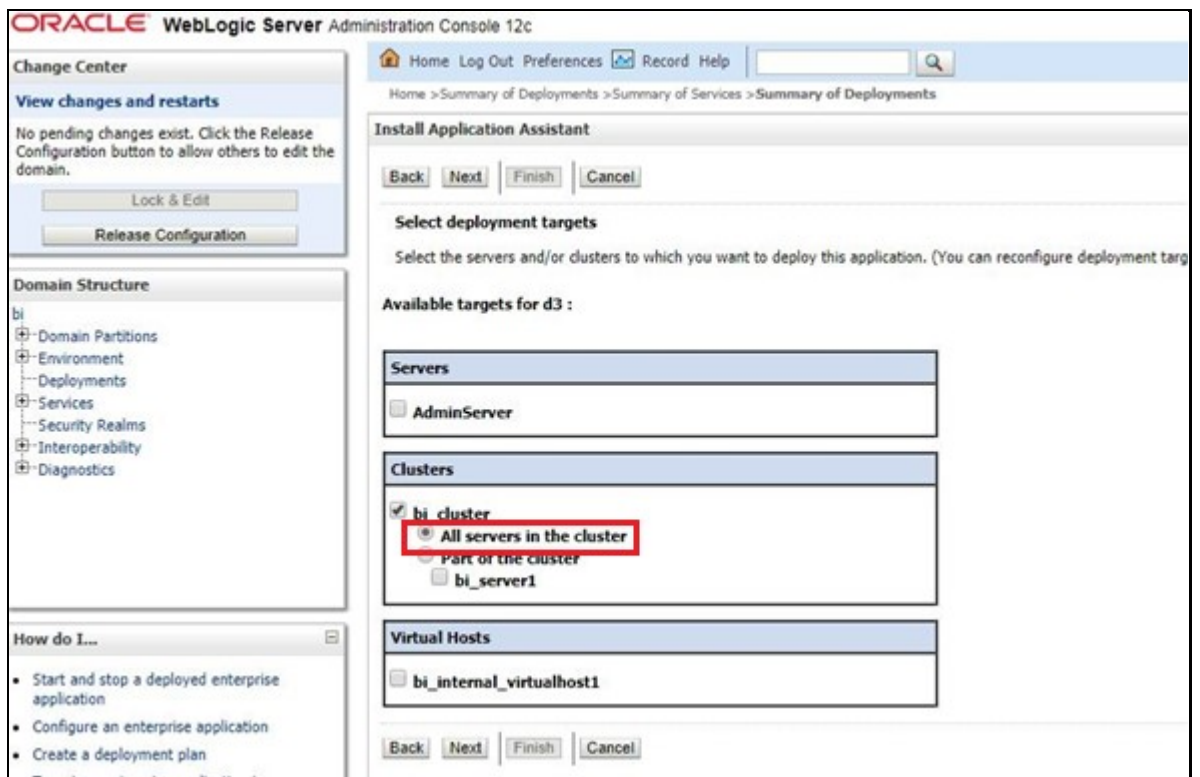 ORACLE WebLogic Server Administration Console 12c
Change Center
View changes and restarts
No pending changes exist. Click the Release
Configuration button to allow others to edit the
domain.
Lock & Edit
Release Configuration
Domain Structure
bi
Domain Partitions
Environment
Deployments
Services
Security Realms
Interoperability
Diagnostics
How do I...
Start and stop a deployed enterprise
application
Configure an enterprise application
Create a deployment plan
Home Log Out Preferences Record Help
Home >Summary of Deployments >Summary of Services >Summary of Deployments
Install Application Assistant
Back Next Finish Cancel
Select deployment targets
Select the servers and/or clusters to which you want to deploy this application. (You can reconfigure deployment targ
Available targets for d3 :
Servers
AdminServer
Clusters
bi_cluster
All servers in the cluster
Part of the cluster
bi_server1
Virtual Hosts
bi_internal_virtualhost1
Back Next Finish Cancel